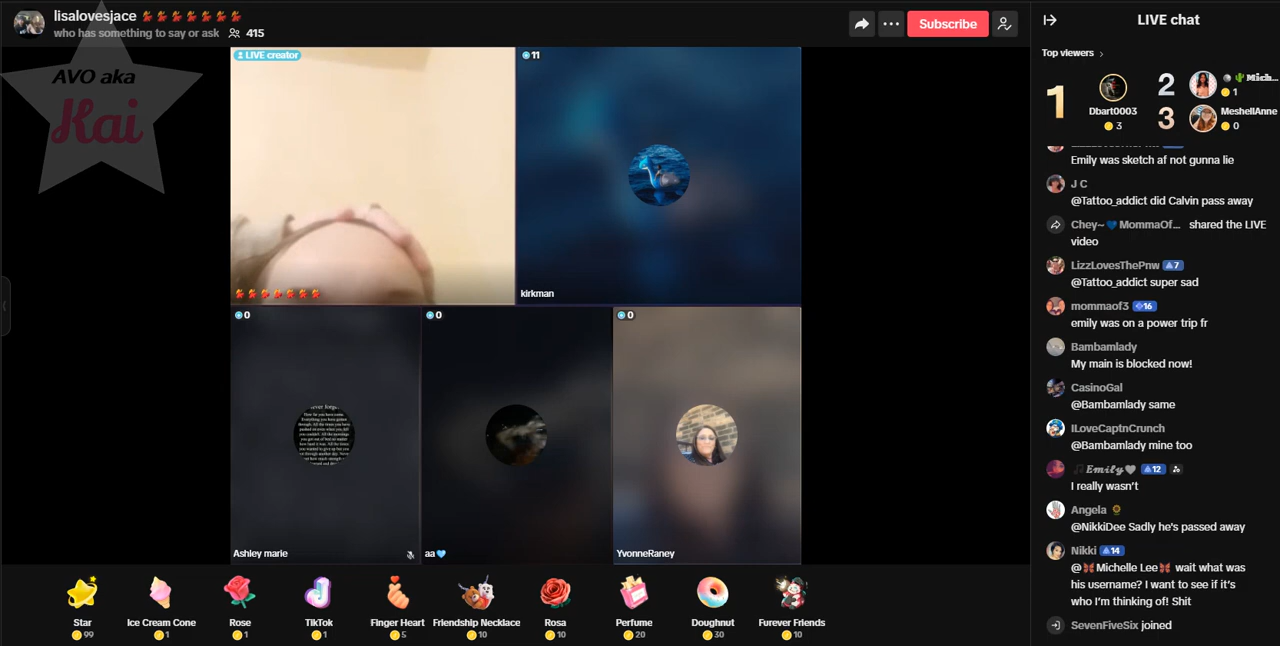 lisalovesjace
who has something to say or ask 415
AVO aka
Kai
Subscribe
LIVE chat
Top viewers
1
Dbart0003
3
2
Mich...
1
3
MeshellAnne
0
LIVE creator
11
kirkman
0
Ashley marie
0
aa
0
YvonneRaney
Emily was sketch af not gunna lie
J C
@Tattoo_addict did Calvin pass away
Chey~ MommaOf... shared the LIVE
video
LizzLovesThePnw 7
@Tattoo_addict super sad
mommaof3 16
emily was on a power trip fr
Bambamlady
My main is blocked now!
CasinoGal
@Bambamlady same
ILoveCaptnCrunch
@Bambamlady mine too
Emily 12
I really wasn't
Angela
@NikkiDee Sadly he's passed away
Nikki 14
@Michelle Lee wait what was
his username? I want to see if it's
who I'm thinking of! Shit
SevenFiveSix joined
Star
99
Ice Cream Cone
1
Rose
1
TikTok
1
Finger Heart
5
Friendship Necklace
10
Rosa
10
Perfume
20
Doughnut
30
Furever Friends
10